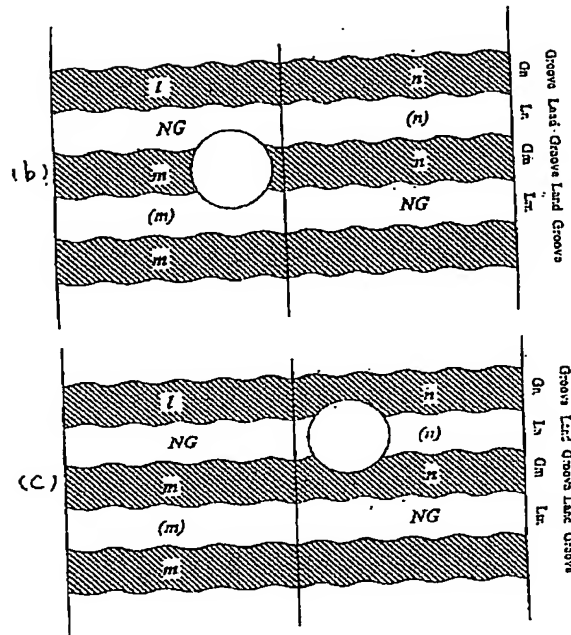 l n
NG (n)
(b) m n
(m) NG
m
Gn Ln Gm Lm
Groove Land Groove Land Groove
l n
NG (n)
(c) m n
(m) NG
m
Gn Ln Gm Lm
Groove Land Groove Land Groove